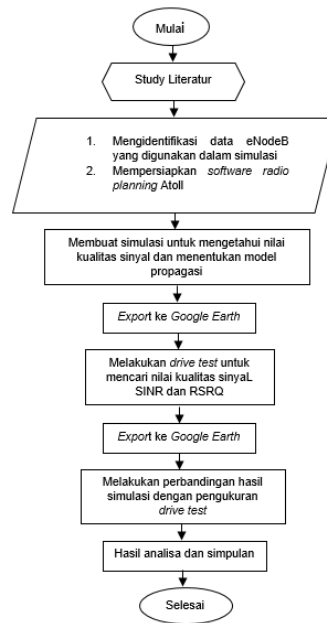 Mulai
Study Literatur
1. Mengidentifikasi data eNodeB
yang digunakan dalam simulasi
2. Mempersiapkan software radio
planning Atoll
Membuat simulasi untuk mengetahui nilai
kualitas sinyal dan menentukan model
propagasi
Export ke Google Earth
Melakukan drive test untuk
mencari nilai kualitas sinyaL
SINR dan RSRQ
Export ke Google Earth
Melakukan perbandingan hasil
simulasi dengan pengukuran
drive test
Hasil analisa dan simpulan
Selesai